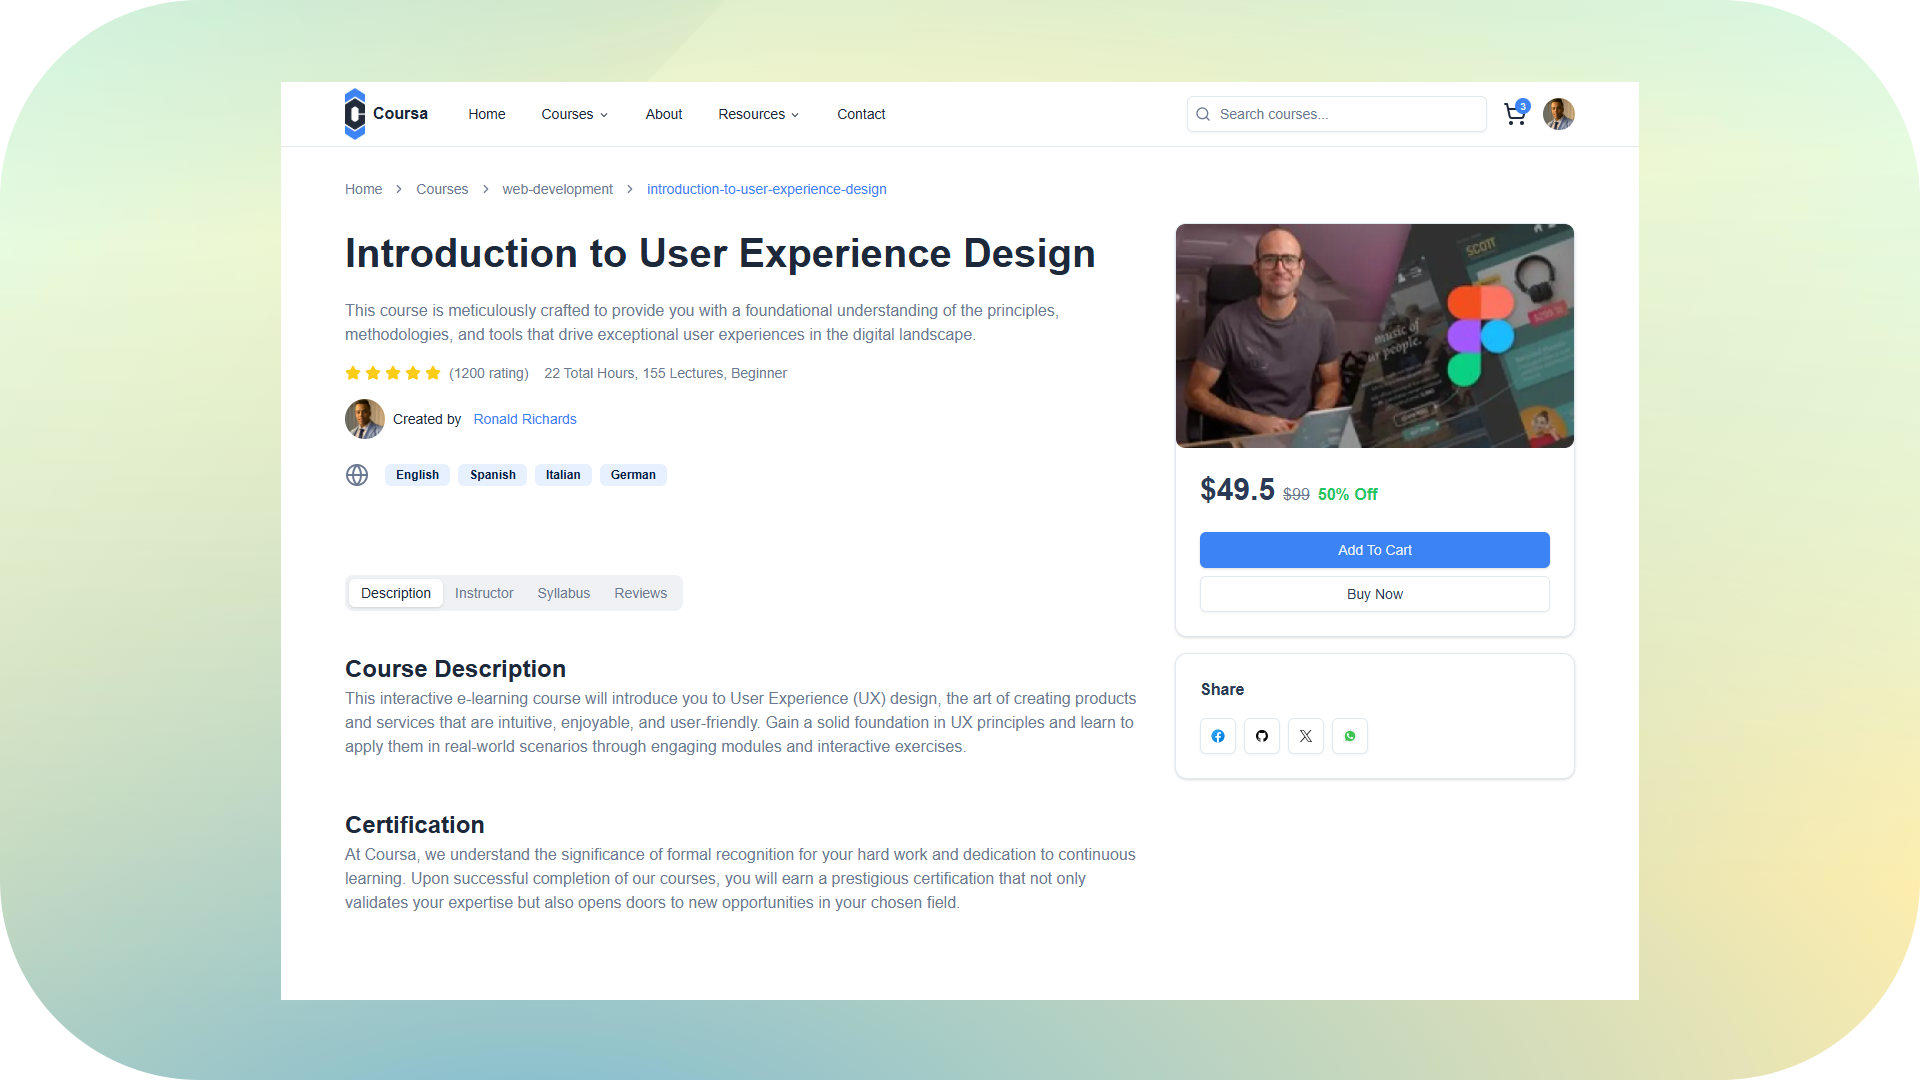 Coursa
Home
Courses
About
Resources
Contact
Search courses...
3
Home
Courses
web-development
introduction-to-user-experience-design
Introduction to User Experience Design
This course is meticulously crafted to provide you with a foundational understanding of the principles,
methodologies, and tools that drive exceptional user experiences in the digital landscape.
(1200 rating)
22 Total Hours, 155 Lectures, Beginner
Created by
Ronald Richards
English
Spanish
Italian
German
SCOTT
music of
ur people.
$49.5
$99
50% Off
Add To Cart
Buy Now
Description
Instructor
Syllabus
Reviews
Course Description
This interactive e-learning course will introduce you to User Experience (UX) design, the art of creating products
and services that are intuitive, enjoyable, and user-friendly. Gain a solid foundation in UX principles and learn to
apply them in real-world scenarios through engaging modules and interactive exercises.
Share
Certification
At Coursa, we understand the significance of formal recognition for your hard work and dedication to continuous
learning. Upon successful completion of our courses, you will earn a prestigious certification that not only
validates your expertise but also opens doors to new opportunities in your chosen field.